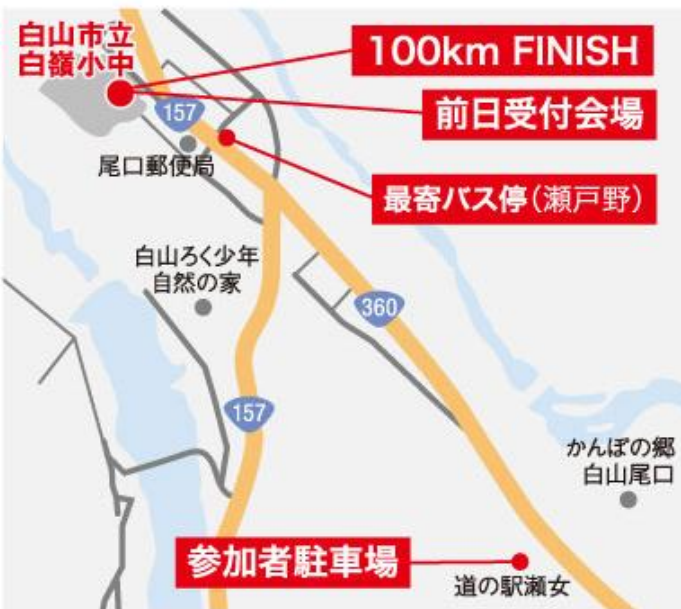 白山市立
白嶺小中
100km FINISH
前日受付会場
157
尾口郵便局
最寄バス停(瀬戸野)
白山ろく少年
自然の家
360
157
かんぽの郷
白山尾口
参加者駐車場
道の駅瀬女